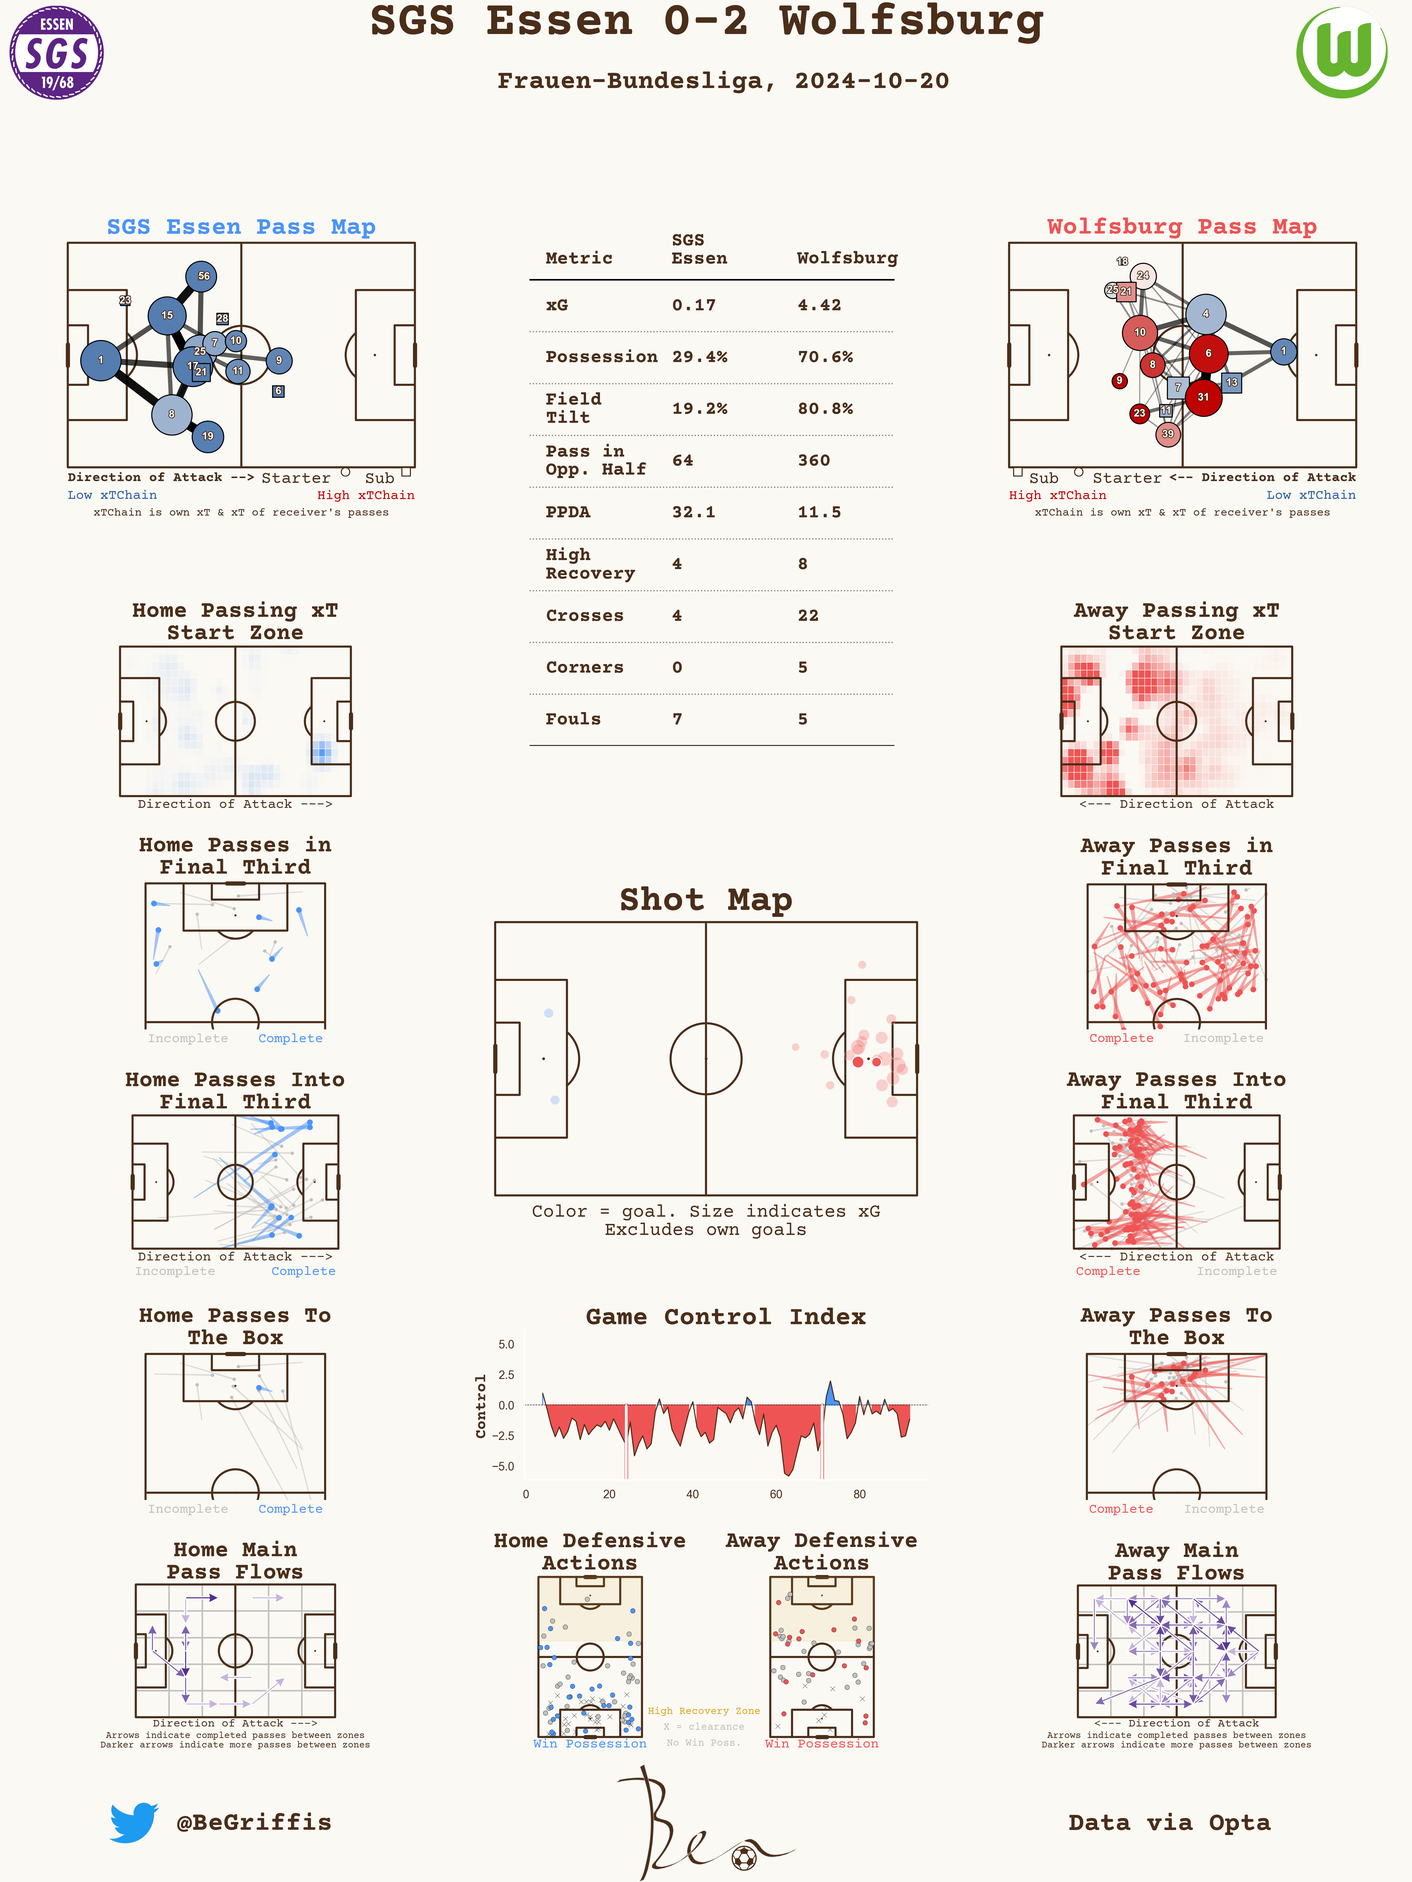 SGS Essen 0-2 Wolfsburg
Frauen-Bundesliga, 2024-10-20
ESSEN
SGS
19/68
W
SGS Essen Pass Map
56
23
15
28
1
25
7
10
9
17
21
11
6
8
19
Direction of Attack -->
Starter
Sub
Low xTChain
High xTChain
xTChain is own xT & xT of receiver's passes
Metric
SGS
Essen
Wolfsburg
xG 0.17 4.42
Possession 29.4% 70.6%
Field
Tilt
19.2% 80.8%
Pass in
Opp. Half
64 360
PPDA 32.1 11.5
High
Recovery
4 8
Crosses 4 22
Corners 0 5
Fouls 7 5
Wolfsburg Pass Map
18
24
25
21
4
10
6
1
8
9
7
13
31
23
11
39
Sub
Starter
<-- Direction of Attack
High xTChain
Low xTChain
xTChain is own xT & xT of receiver's passes
Home Passing xT
Start Zone
Direction of Attack --->
Away Passing xT
Start Zone
<--- Direction of Attack
Home Passes in
Final Third
Incomplete
Complete
Away Passes in
Final Third
Complete
Incomplete
Shot Map
Color = goal. Size indicates xG
Excludes own goals
Home Passes Into
Final Third
Direction of Attack --->
Incomplete
Complete
Away Passes Into
Final Third
<--- Direction of Attack
Complete
Incomplete
Home Passes To
The Box
Incomplete
Complete
Game Control Index
Control
5.0
2.5
0.0
−2.5
−5.0
0 20 40 60 80
Away Passes To
The Box
Complete
Incomplete
Home Main
Pass Flows
Direction of Attack --->
Arrows indicate completed passes between zones
Darker arrows indicate more passes between zones
Home Defensive
Actions
Win Possession
High Recovery Zone
X = clearance
No Win Poss.
Away Defensive
Actions
Win Possession
Away Main
Pass Flows
<--- Direction of Attack
Arrows indicate completed passes between zones
Darker arrows indicate more passes between zones
@BeGriffis
Ben
Data via Opta